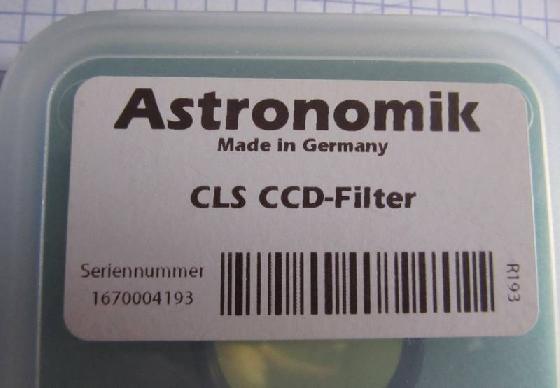 Astronomik
Made in Germany
CLS CCD-Filter
Seriennummer
1670004193
R193